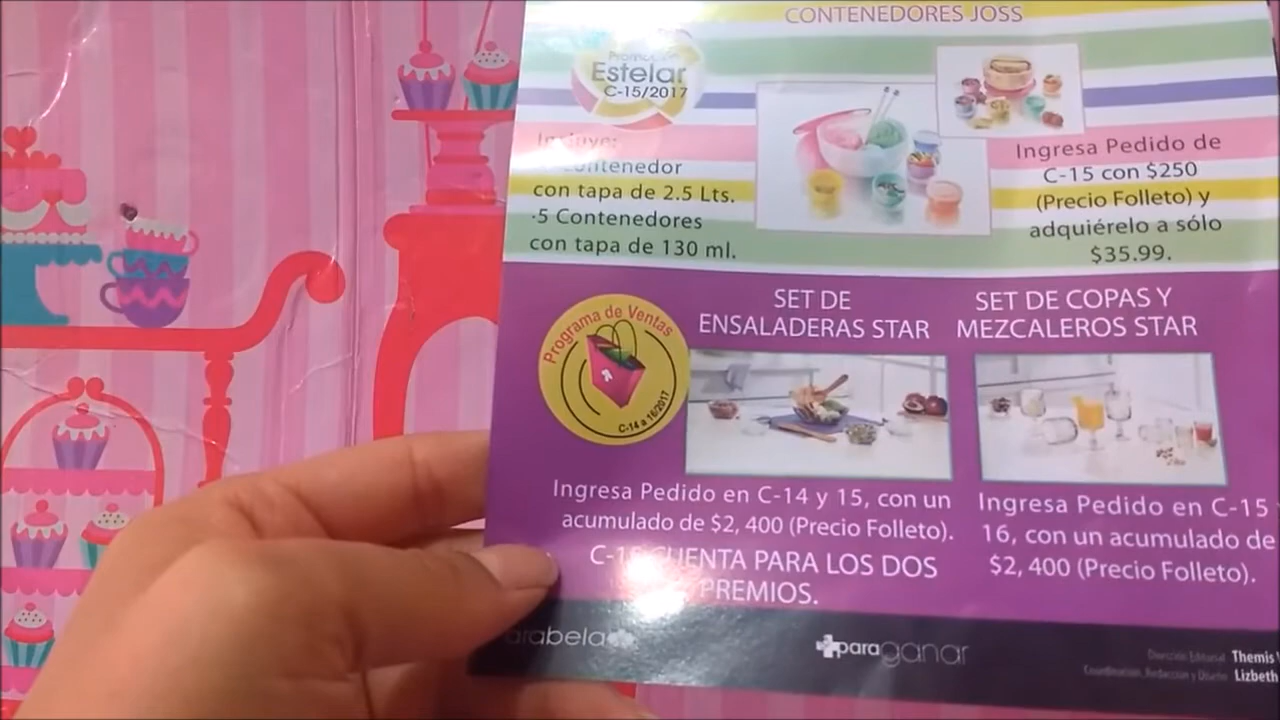 CONTENEDORES JOSS
Promoción
Estelar
C-15/2017
Incluye:
Contenedor
con tapa de 2.5 Lts.
·5 Contenedores
con tapa de 130 ml.
Ingresa Pedido de
C-15 con $250
(Precio Folleto) y
adquiérelo a sólo
$35.99.
Programa de Ventas
C-14 a 16/2017
SET DE
ENSALADERAS STAR
Ingresa Pedido en C-14 y 15, con un
acumulado de $2, 400 (Precio Folleto).
SET DE COPAS Y
MEZCALEROS STAR
Ingresa Pedido en C-15
16, con un acumulado de
$2, 400 (Precio Folleto).
CUENTA PARA LOS DOS
PREMIOS.
arabela
para ganar
Dirección Editorial Themis
Coordinación, Redacción y Diseño Lizbeth